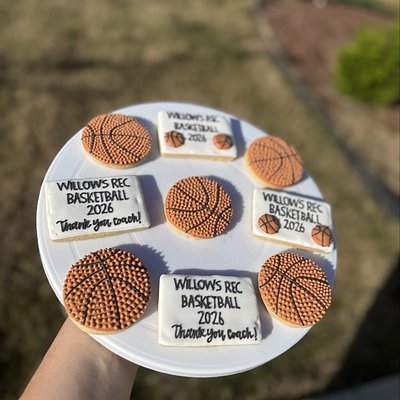 WILLOWS REC
BASKETBALL
2026
WILLOWS REC
BASKETBALL
2026
Thank you, coach!
WILLOWS REC
BASKETBALL
2026
WILLOWS REC
BASKETBALL
2026
Thank you, coach!